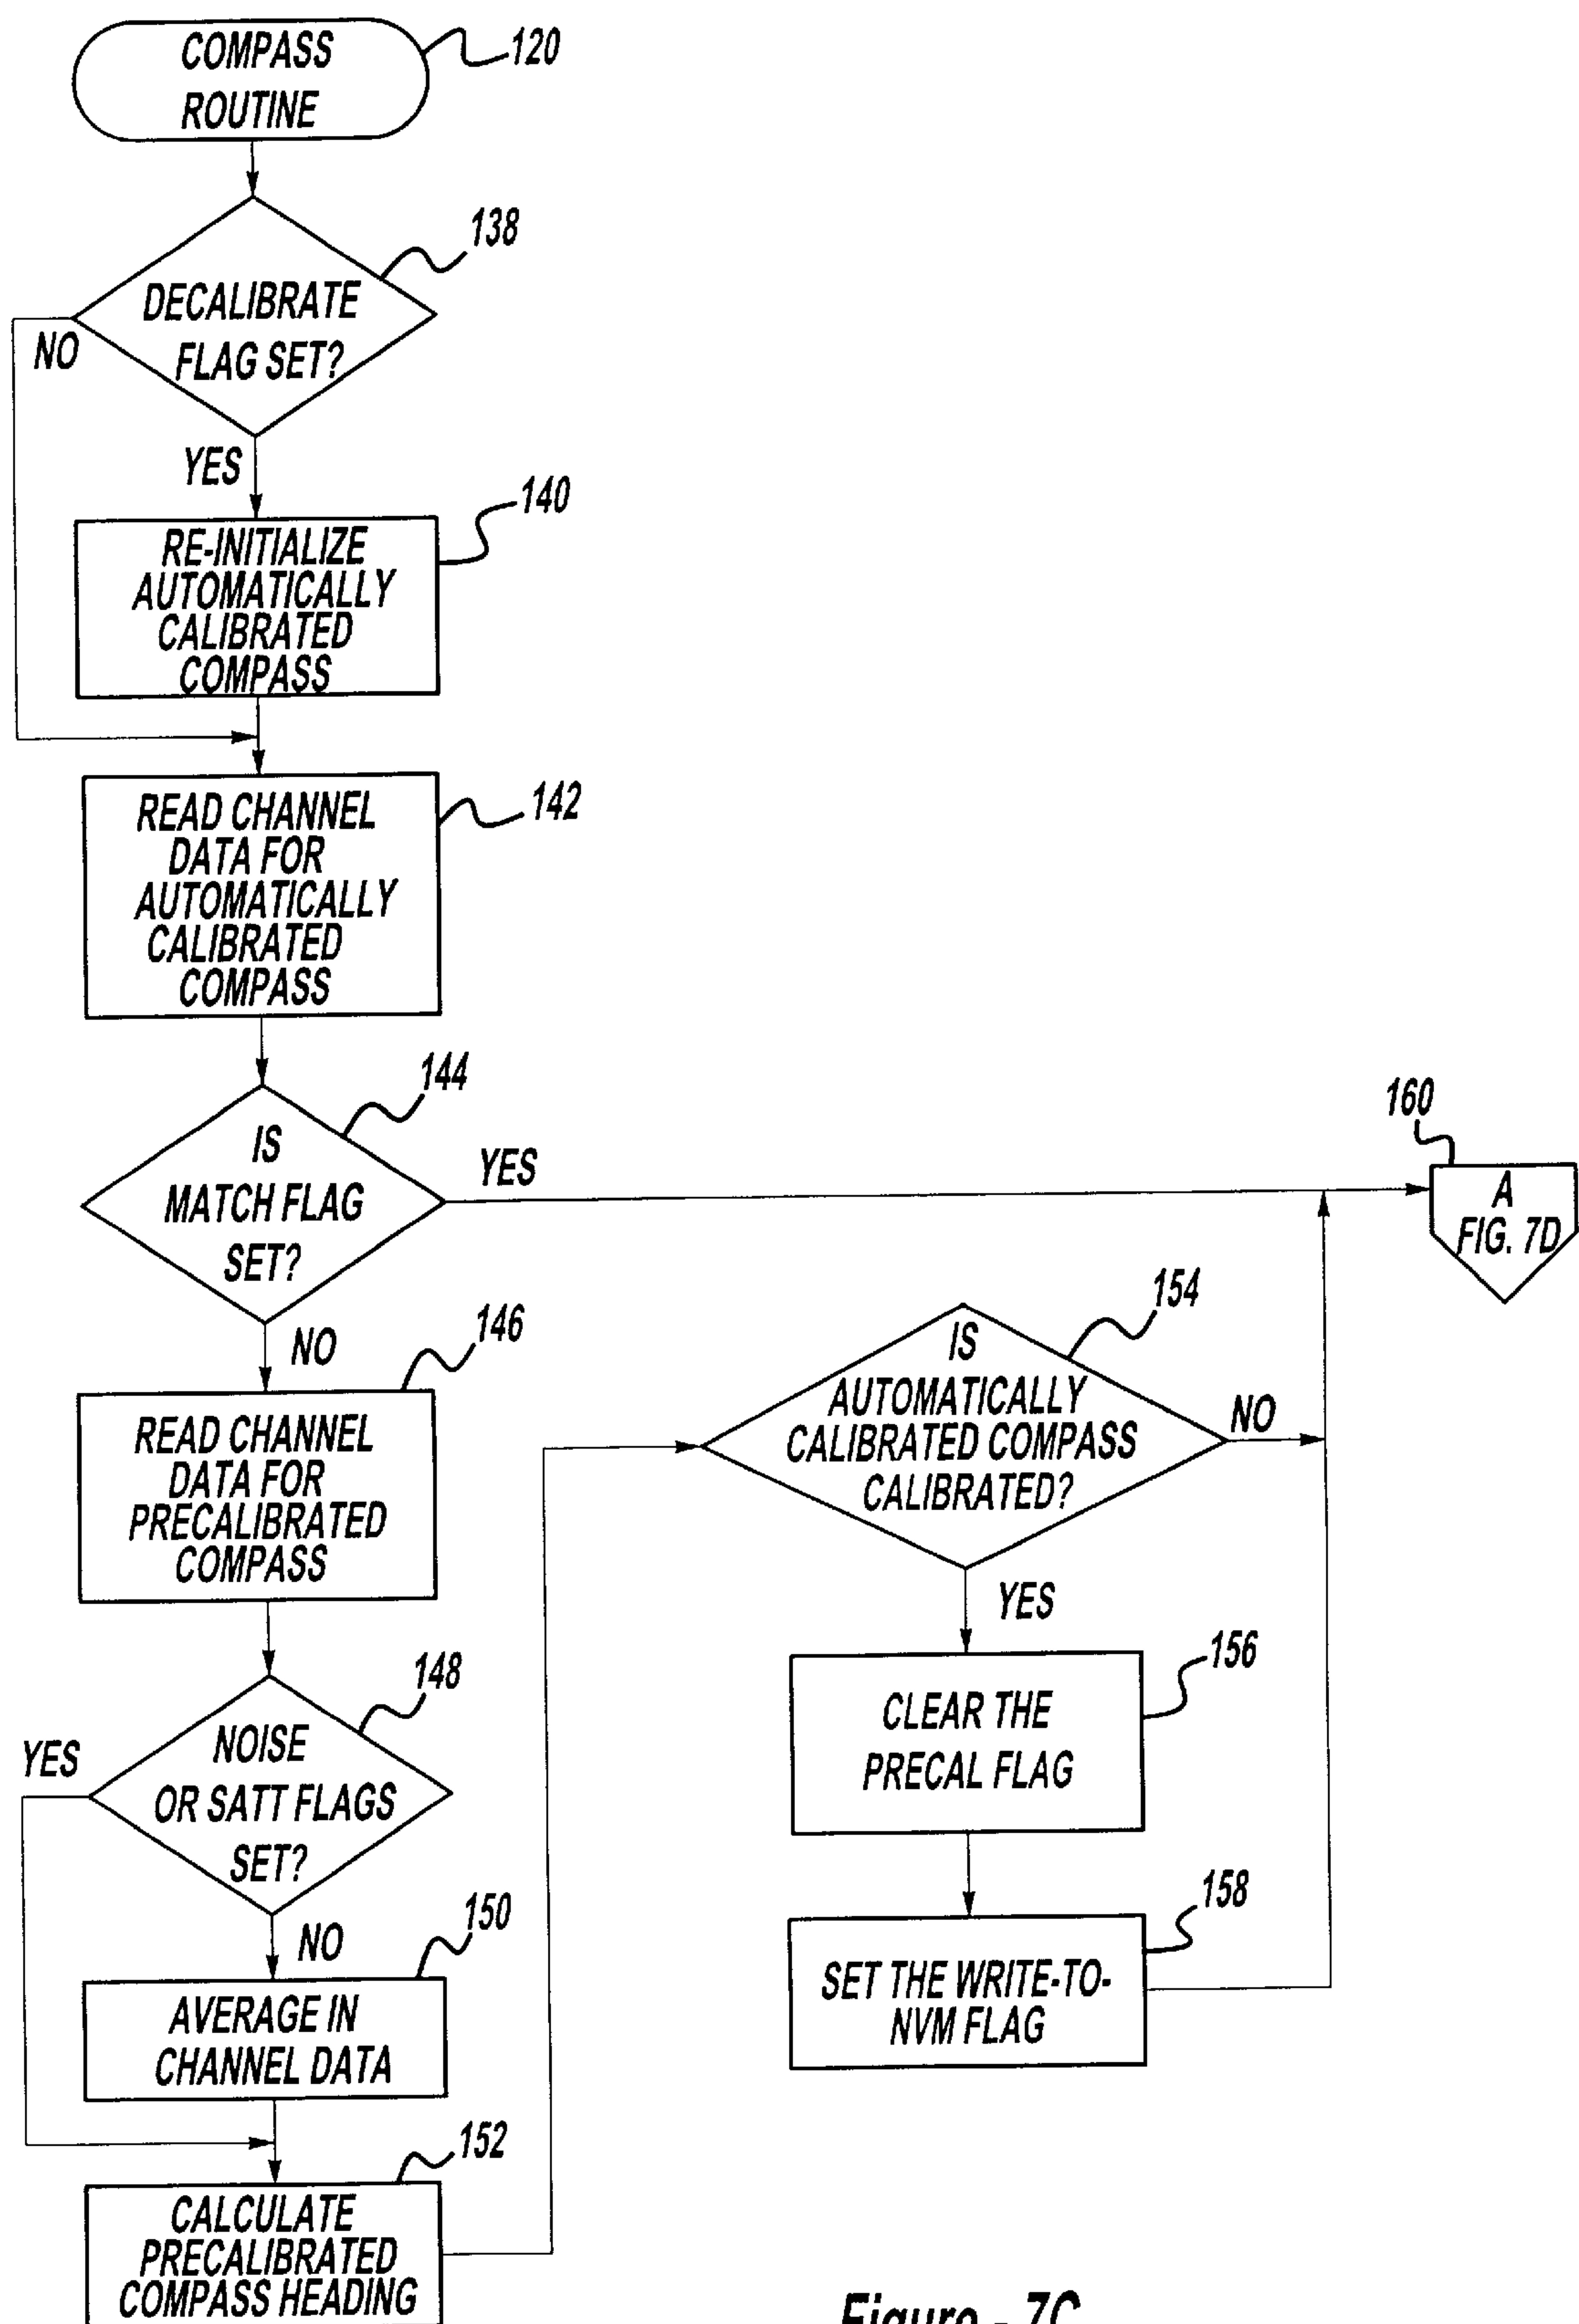 COMPASS
ROUTINE
120
138
DECALIBRATE
FLAG SET?
NO
YES
140
RE-INITIALIZE
AUTOMATICALLY
CALIBRATED
COMPASS
142
READ CHANNEL
DATA FOR
AUTOMATICALLY
CALIBRATED
COMPASS
144
IS
MATCH FLAG
SET?
YES
160
A
FIG. 7D
NO
146
READ CHANNEL
DATA FOR
PRECALIBRATED
COMPASS
148
NOISE
OR SATT FLAGS
SET?
YES
NO
150
AVERAGE IN
CHANNEL DATA
152
CALCULATE
PRECALIBRATED
COMPASS HEADING
154
IS
AUTOMATICALLY
CALIBRATED COMPASS
CALIBRATED?
NO
YES
156
CLEAR THE
PRECAL FLAG
158
SET THE WRITE-TO-
NVM FLAG
Figure - 7C